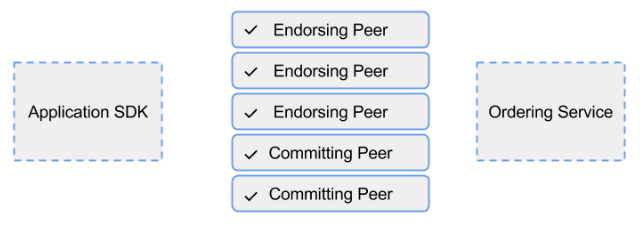 ✓ Endorsing Peer
✓ Endorsing Peer
Application SDK
✓ Endorsing Peer
Ordering Service
✓ Committing Peer
✓ Committing Peer